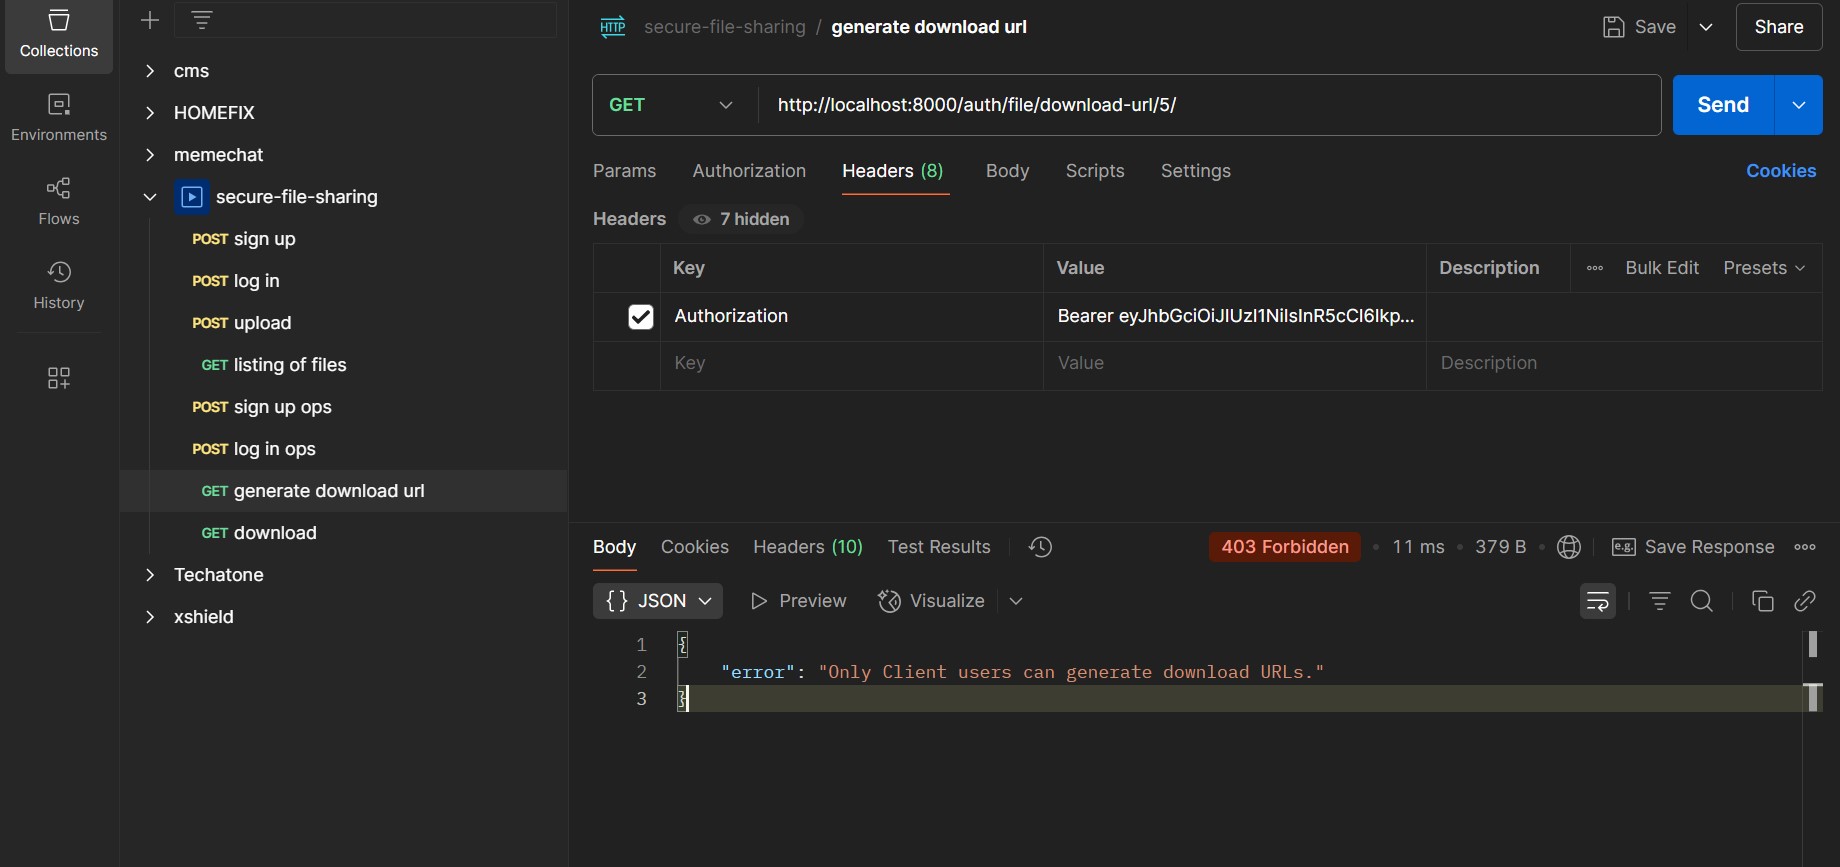 Collections
Environments
Flows
History
cms
HOMEFIX
memechat
secure-file-sharing
POST sign up
POST log in
POST upload
GET listing of files
POST sign up ops
POST log in ops
GET generate download url
GET download
Techatone
xshield
HTTP secure-file-sharing / generate download url
Save
Share
GET http://localhost:8000/auth/file/download-url/5/
Send
Params Authorization Headers (8) Body Scripts Settings Cookies
Headers 7 hidden
Key Value Description Bulk Edit Presets
Authorization Bearer eyJhbGciOiJIUzI1NiIsInR5cCI6Ikp...
Key Value Description
Body Cookies Headers (10) Test Results 403 Forbidden • 11 ms • 379 B • e.g. Save Response
{} JSON Preview Visualize
1 {
2 "error": "Only Client users can generate download URLs."
3 }